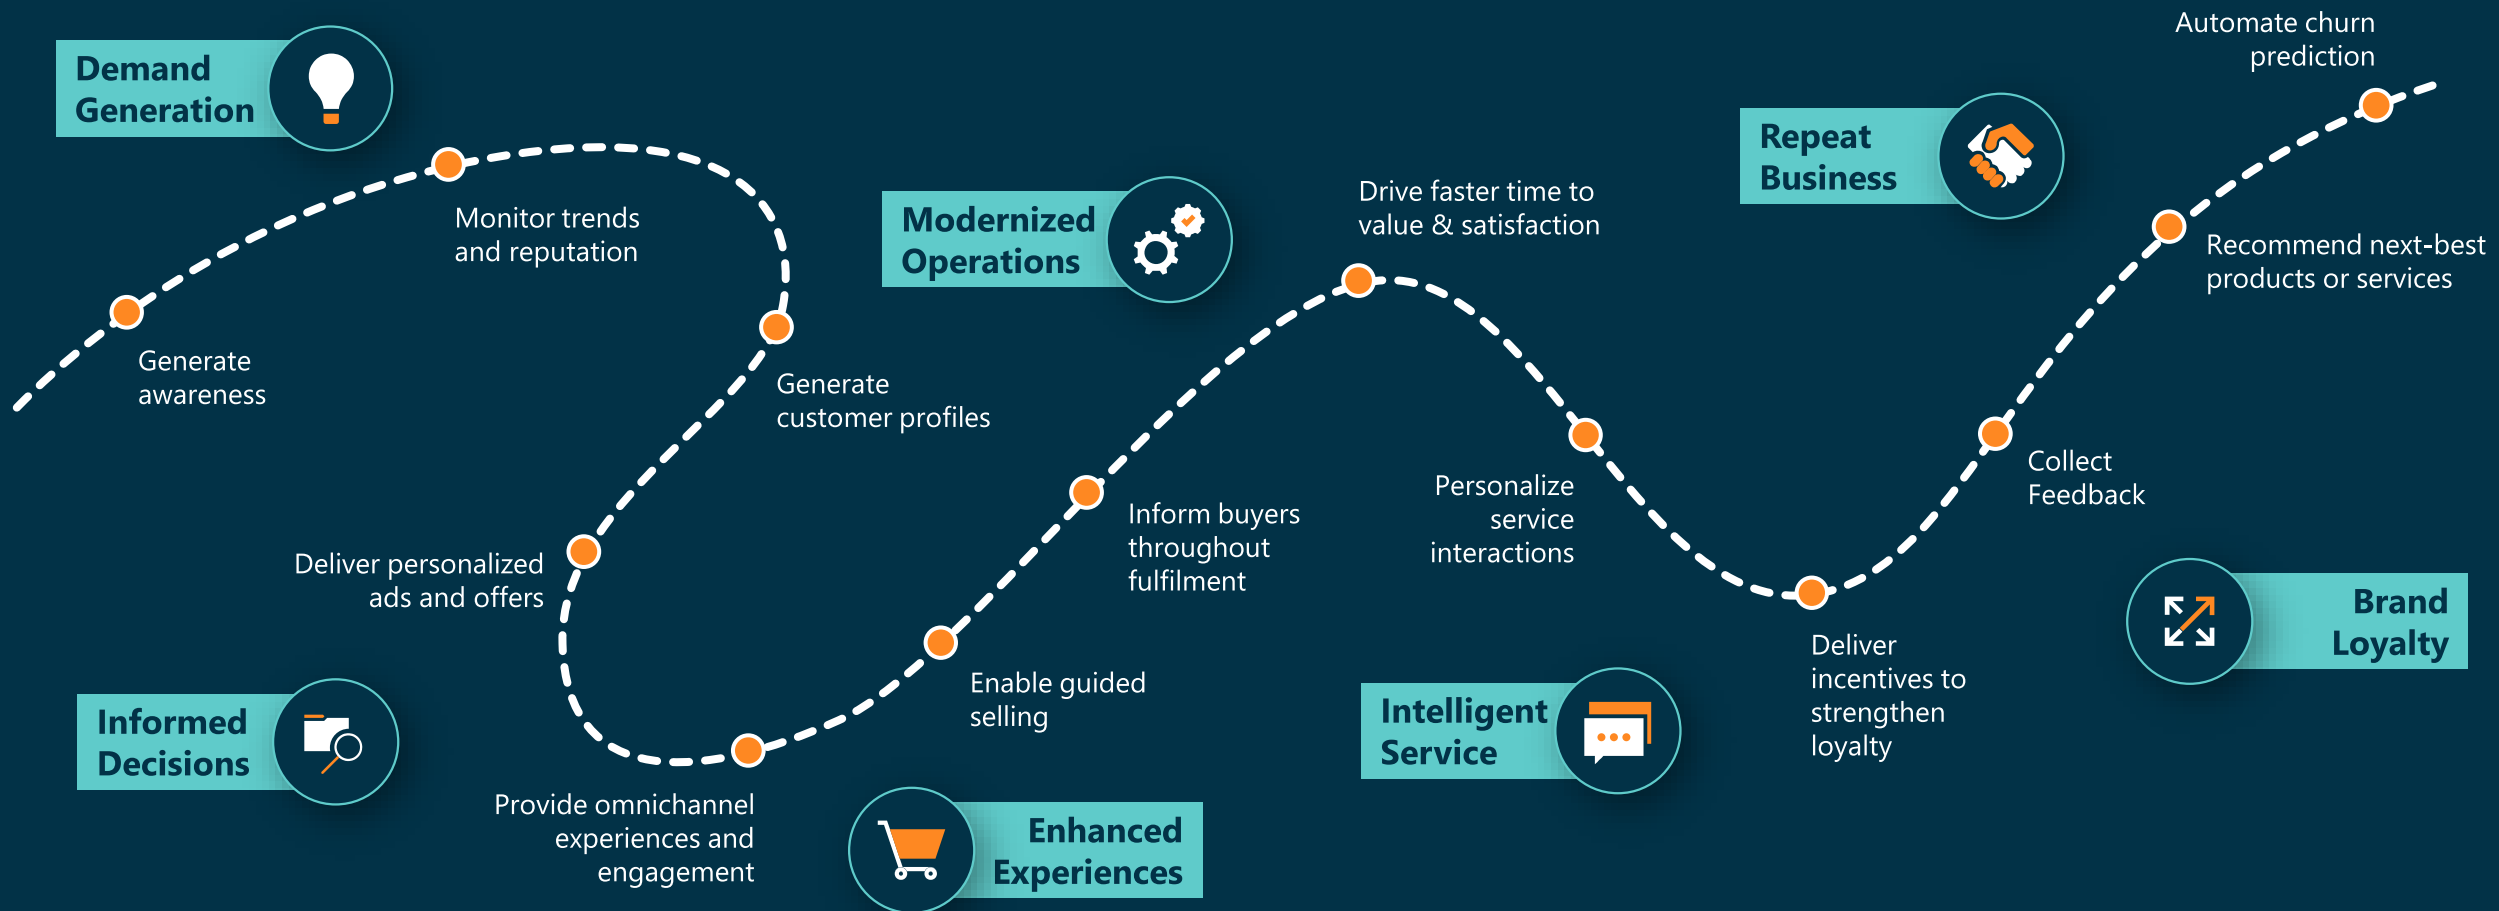 Demand
Generation
Generate
awareness
Monitor trends
and reputation
Generate
customer profiles
Deliver personalized
ads and offers
Informed
Decisions
Provide omnichannel
experiences and
engagement
Enhanced
Experiences
Enable guided
selling
Inform buyers
throughout
fulfilment
Modernized
Operations
Drive faster time to
value & satisfaction
Personalize
service
interactions
Intelligent
Service
Deliver
incentives to
strengthen
loyalty
Brand
Loyalty
Collect
Feedback
Repeat
Business
Recommend next-best
products or services
Automate churn
prediction